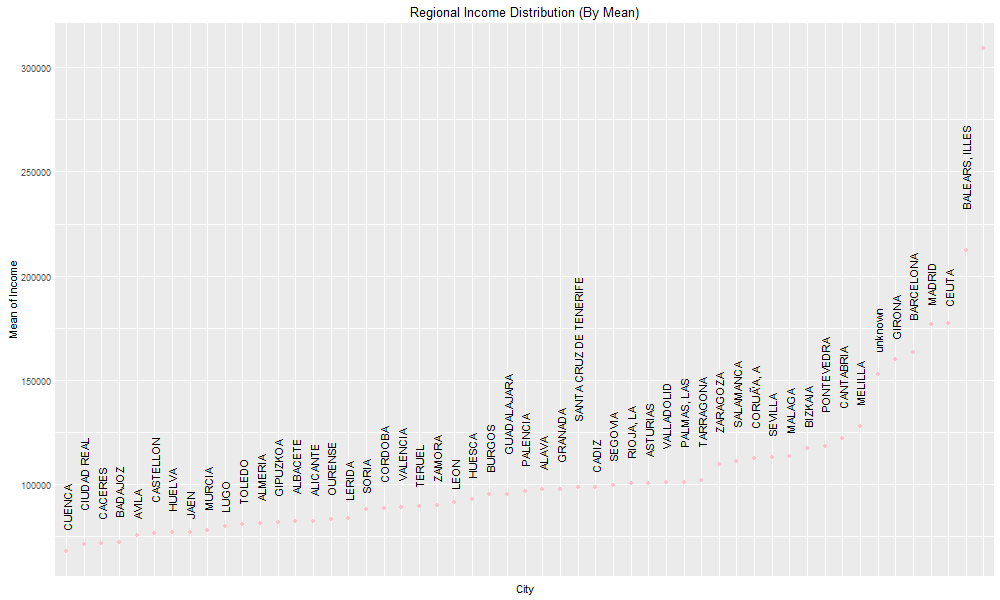 Regional Income Distribution (By Mean)
Mean of Income
300000
250000
200000
150000
100000
CUENCA
CIUDAD REAL
CACERES
BADAJOZ
AVILA
CASTELLON
HUELVA
JAEN
MURCIA
LUGO
TOLEDO
ALMERIA
GIPUZKOA
ALBACETE
ALICANTE
OURENSE
LERIDA
SORIA
CORDOBA
VALENCIA
TERUEL
ZAMORA
LEON
HUESCA
BURGOS
GUADALAJARA
PALENCIA
ALAVA
GRANADA
SANTA CRUZ DE TENERIFE
CADIZ
SEGOVIA
RIOJA, LA
ASTURIAS
VALLADOLID
PALMAS, LAS
TARRAGONA
ZARAGOZA
SALAMANCA
CORUÃ'A, A
SEVILLA
MALAGA
BIZKAIA
PONTEVEDRA
CANTABRIA
MELILLA
unknown
GIRONA
BARCELONA
MADRID
CEUTA
BALEARS, ILLES
City